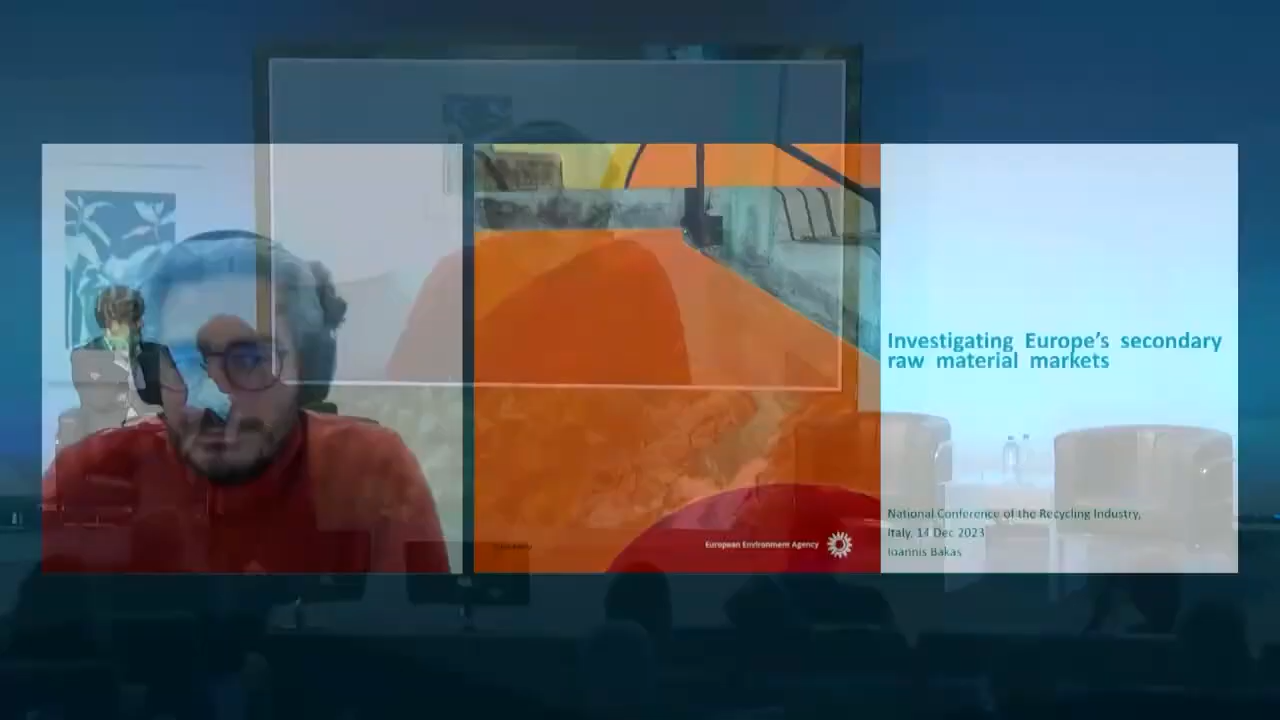 Investigating Europe's secondary
raw material markets
National Conference of the Recycling Industry,
Italy, 14 Dec 2023
Ioannis Bakas
European Environment Agency